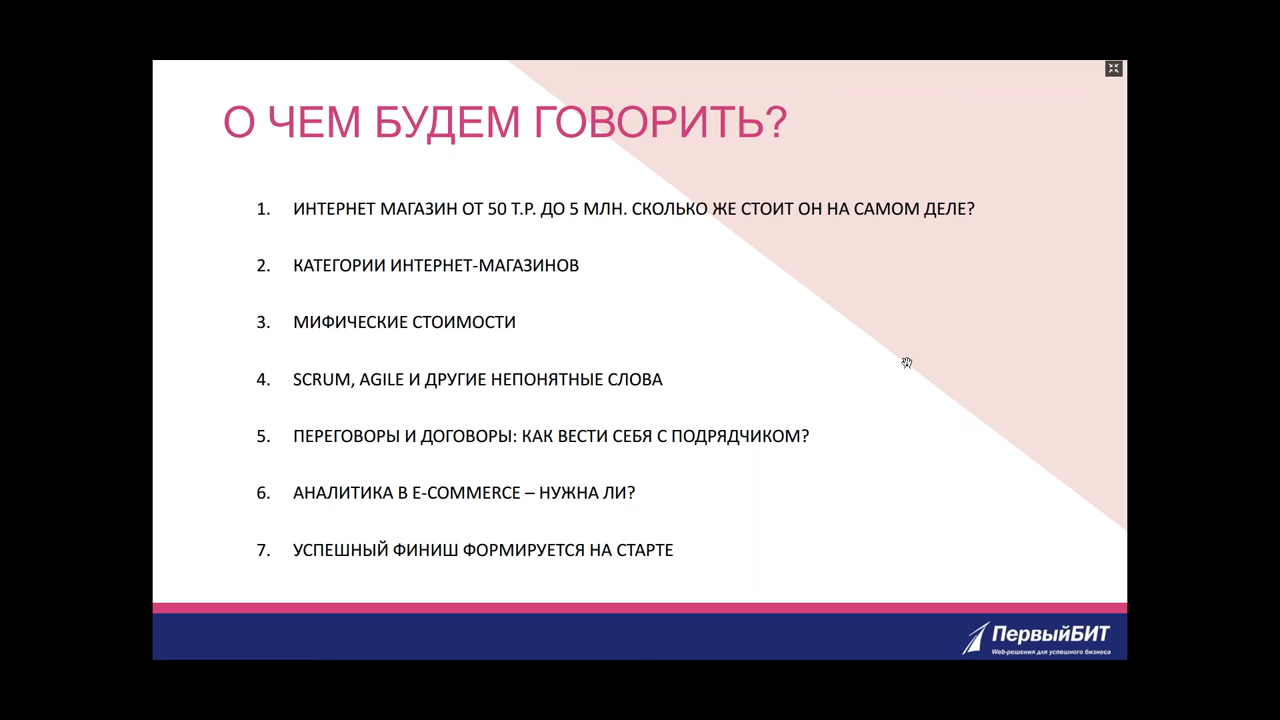 О ЧЕМ БУДЕМ ГОВОРИТЬ?
1. ИНТЕРНЕТ МАГАЗИН ОТ 50 Т.Р. ДО 5 МЛН. СКОЛЬКО ЖЕ СТОИТ ОН НА САМОМ ДЕЛЕ?
2. КАТЕГОРИИ ИНТЕРНЕТ-МАГАЗИНОВ
3. МИФИЧЕСКИЕ СТОИМОСТИ
4. SCRUM, AGILE И ДРУГИЕ НЕПОНЯТНЫЕ СЛОВА
5. ПЕРЕГОВОРЫ И ДОГОВОРЫ: КАК ВЕСТИ СЕБЯ С ПОДРЯДЧИКОМ?
6. АНАЛИТИКА В E-COMMERCE – НУЖНА ЛИ?
7. УСПЕШНЫЙ ФИНИШ ФОРМИРУЕТСЯ НА СТАРТЕ
ПервыйБИТ
Web-решения для успешного бизнеса